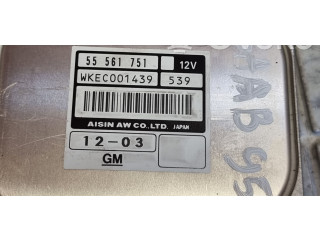 55 561 751 12V
WKEC001439 539
AISIN AW CO.,LTD. JAPAN
12-03
GM
AB 95